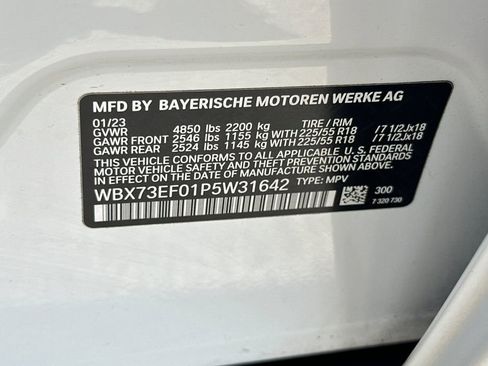 MFD BY BAYERISCHE MOTOREN WERKE AG
01/23 TIRE / RIM
GVWR 4850 lbs 2200 kg
GAWR FRONT 2546 lbs 1155 kg WITH 225/55 R18 /7 1/2Jx18
GAWR REAR 2524 lbs 1145 kg WITH 225/55 R18 /7 1/2Jx18
THIS VEHICLE CONFORMS TO ALL APPLICABLE U.S. FEDERAL
MOTOR VEHICLE SAFETY, BUMPER AND THEFT PREVENTION
STANDARDS IN EFFECT ON THE DATE OF MANUFACTURE SHOWN ABOVE.
WBX73EF01P5W31642 TYPE: MPV
300
7 320 730